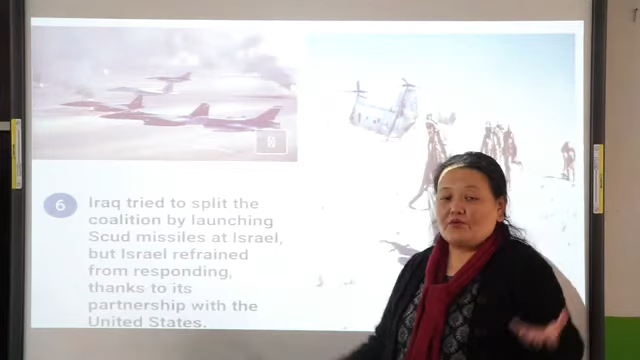 6
Iraq tried to split the
coalition by launching
Scud missiles at Israel,
but Israel refrained
from responding,
thanks to its
partnership with the
United States.